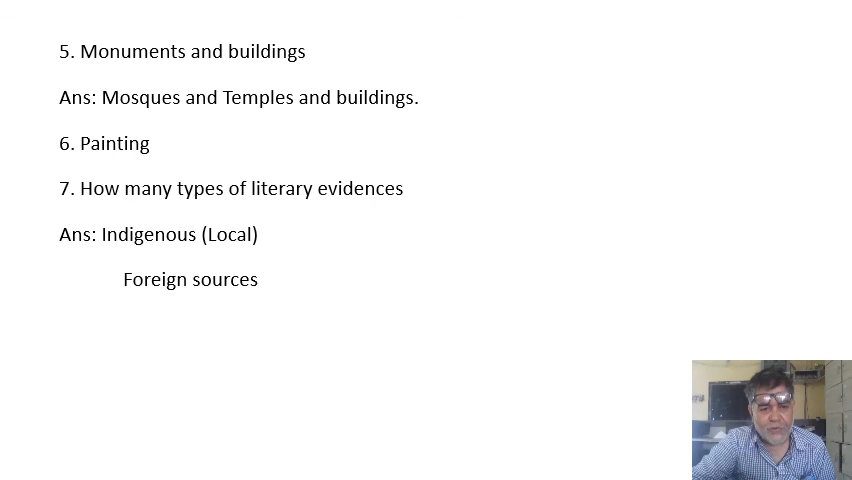 5. Monuments and buildings
Ans: Mosques and Temples and buildings.
6. Painting
7. How many types of literary evidences
Ans: Indigenous (Local)
Foreign sources